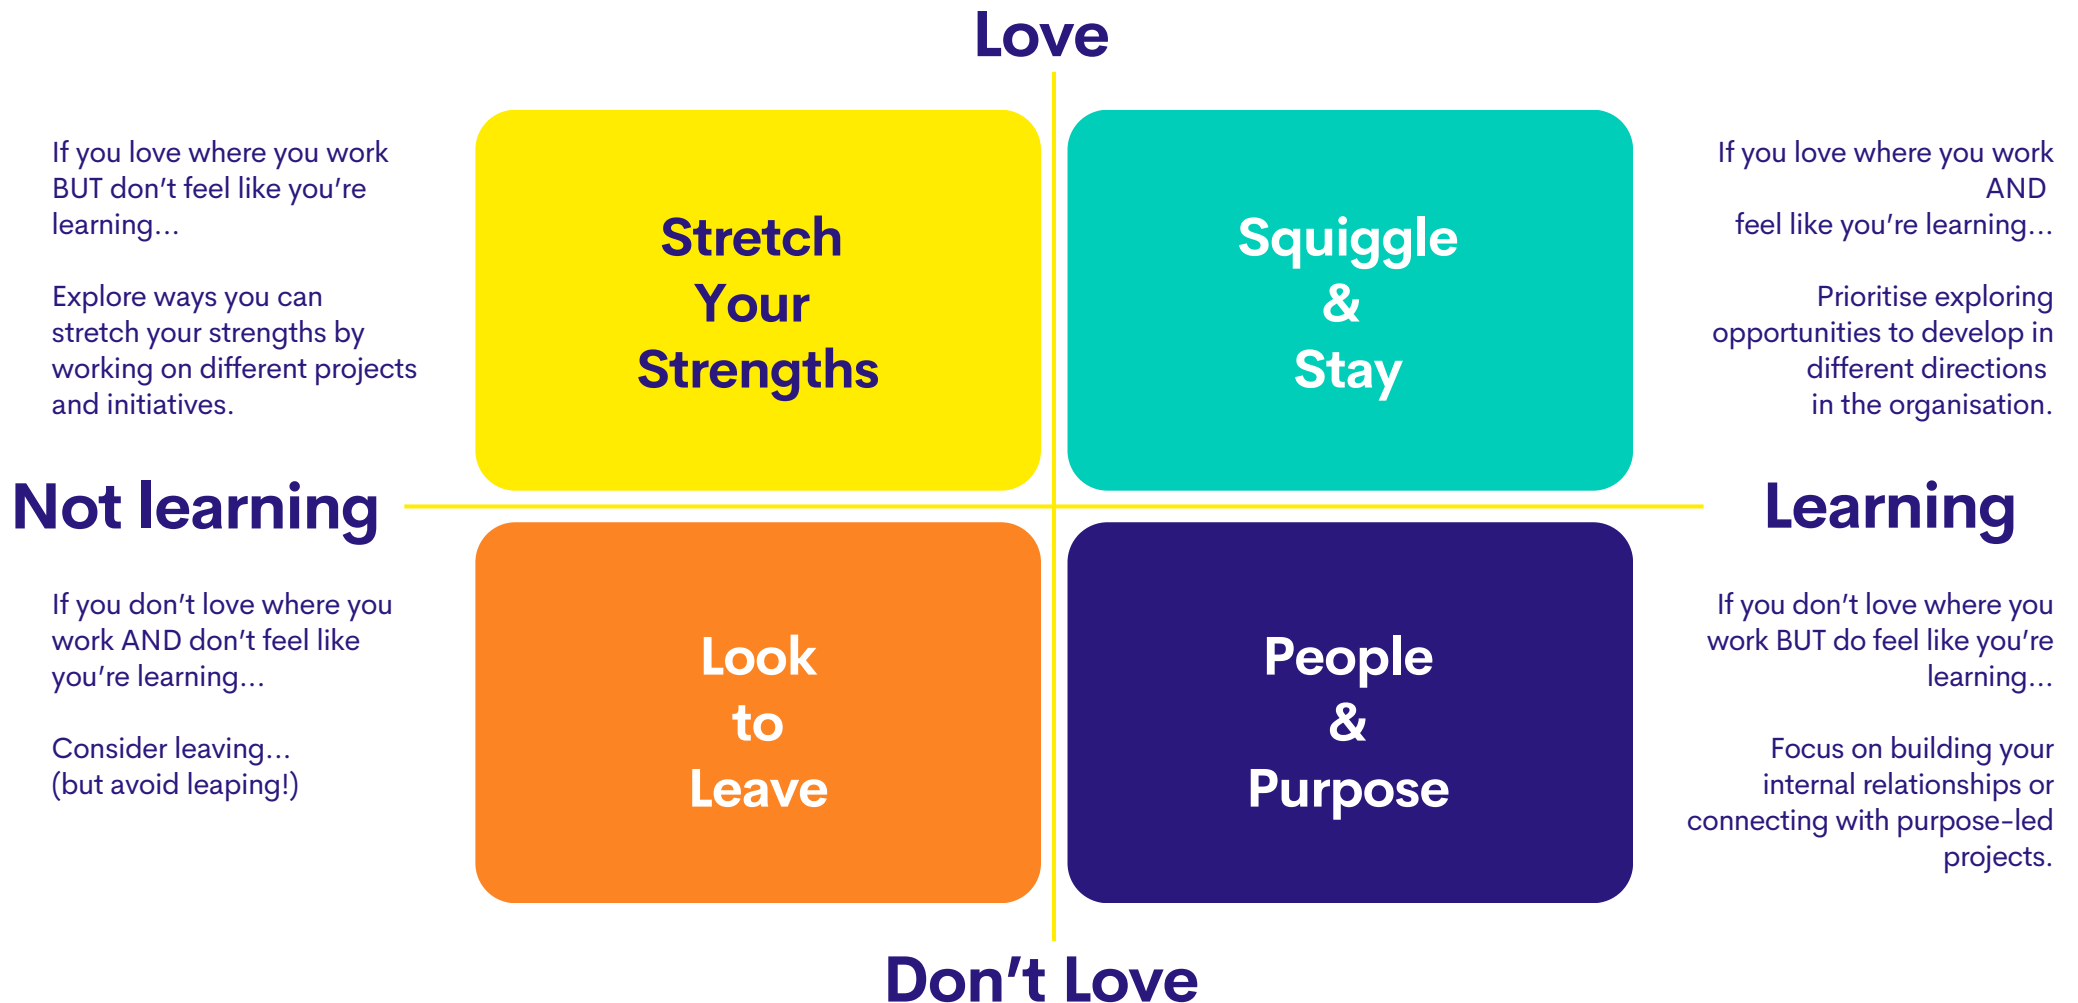 Love
If you love where you work
BUT don't feel like you're
learning...
Explore ways you can
stretch your strengths by
working on different projects
and initiatives.
Stretch
Your
Strengths
Squiggle
&
Stay
If you love where you work
AND
feel like you're learning...
Prioritise exploring
opportunities to develop in
different directions
in the organisation.
Not learning
Learning
If you don't love where you
work AND don't feel like
you're learning...
Consider leaving...
(but avoid leaping!)
Look
to
Leave
People
&
Purpose
If you don't love where you
work BUT do feel like you're
learning...
Focus on building your
internal relationships or
connecting with purpose-led
projects.
Don't Love